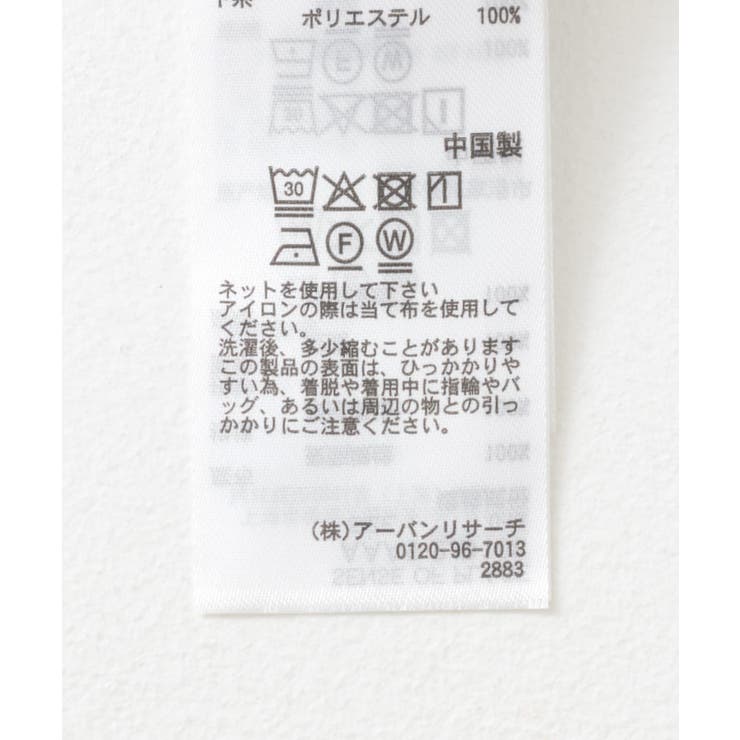 ポリエステル 100%
中国製
30
F W
ネットを使用して下さい
アイロンの際は当て布を使用して
ください。
洗濯後、多少縮むことがあります
この製品の表面は、ひっかかりや
すい為、着脱や着用中に指輪やバ
ッグ、あるいは周辺の物との引っ
かかりにご注意ください。
(株)アーバンリサーチ
0120-96-7013
2883